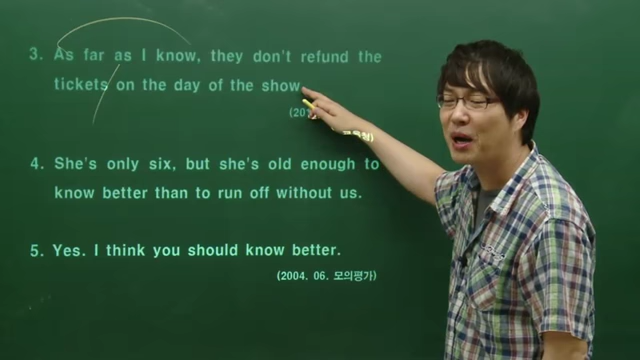 3. As far as I know, they don't refund the
tickets on the day of the show.
4. She's only six, but she's old enough to
know better than to run off without us.
5. Yes. I think you should know better.
(2004. 06. 모의평가)